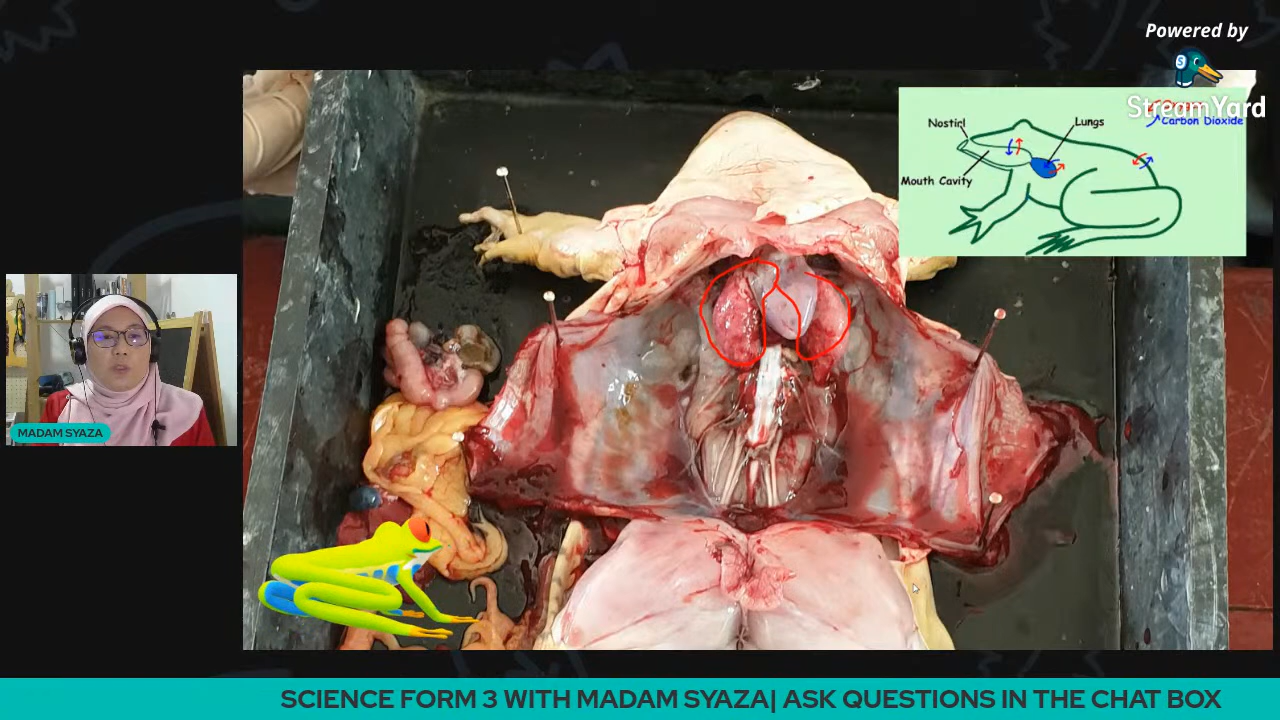 Powered by
StreamYard
Nostirl
Lungs
Carbon Dioxide
Mouth Cavity
MADAM SYAZA
SCIENCE FORM 3 WITH MADAM SYAZA| ASK QUESTIONS IN THE CHAT BOX